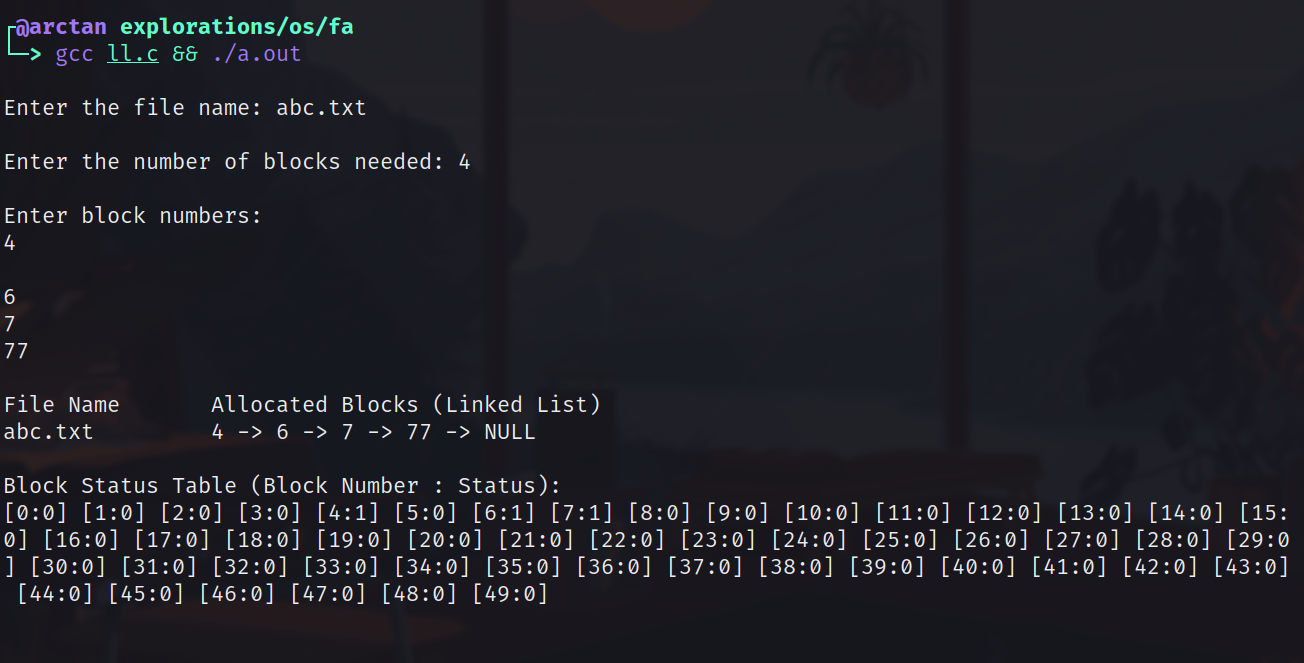 ┌@arctan explorations/os/fa
└─> gcc ll.c && ./a.out
Enter the file name: abc.txt
Enter the number of blocks needed: 4
Enter block numbers:
4
6
7
77
File Name       Allocated Blocks (Linked List)
abc.txt         4 -> 6 -> 7 -> 77 -> NULL
Block Status Table (Block Number : Status):
[0:0] [1:0] [2:0] [3:0] [4:1] [5:0] [6:1] [7:1] [8:0] [9:0] [10:0] [11:0] [12:0] [13:0] [14:0] [15:
0] [16:0] [17:0] [18:0] [19:0] [20:0] [21:0] [22:0] [23:0] [24:0] [25:0] [26:0] [27:0] [28:0] [29:0
] [30:0] [31:0] [32:0] [33:0] [34:0] [35:0] [36:0] [37:0] [38:0] [39:0] [40:0] [41:0] [42:0] [43:0]
[44:0] [45:0] [46:0] [47:0] [48:0] [49:0]